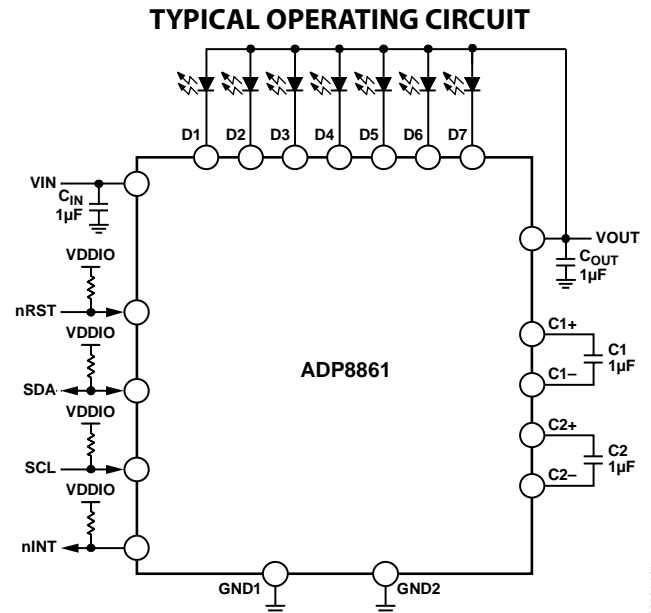 TYPICAL OPERATING CIRCUIT
D1 D2 D3 D4 D5 D6 D7
VIN
CIN
1µF
VOUT
COUT
1µF
VDDIO
nRST
VDDIO
SDA
VDDIO
SCL
VDDIO
nINT
ADP8861
C1+
C1
1µF
C1–
C2+
C2
1µF
C2–
GND1
GND2